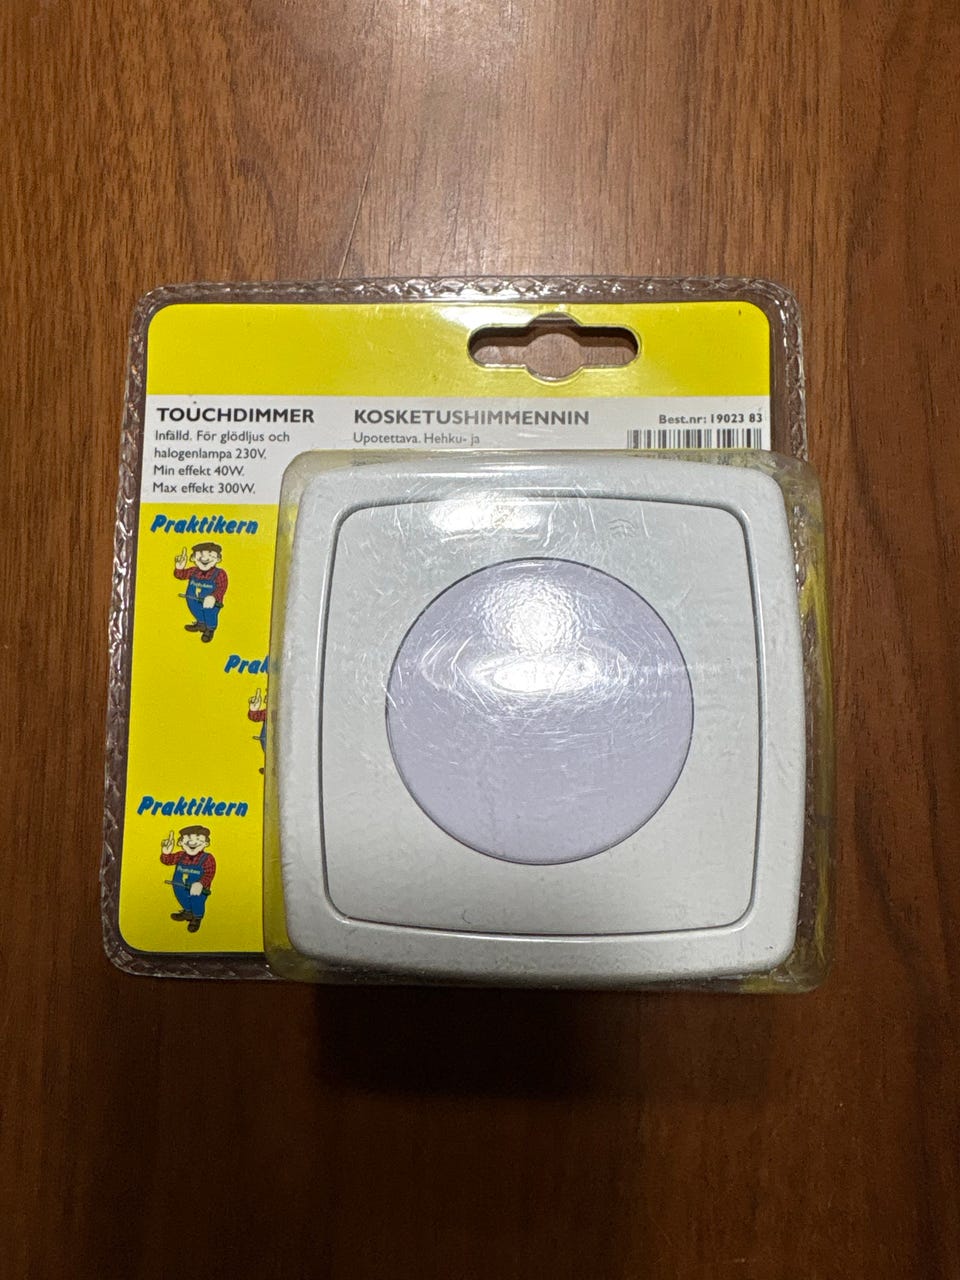 TOUCHDIMMER
Infälld. För glödljus och
halogenlampa 230V.
Min effekt 40W.
Max effekt 300W.
KOSKETUSHIMMENNIN
Upotettava. Hehku- ja
Best.nr: 19023 83
Praktikern
Prak
Praktikern